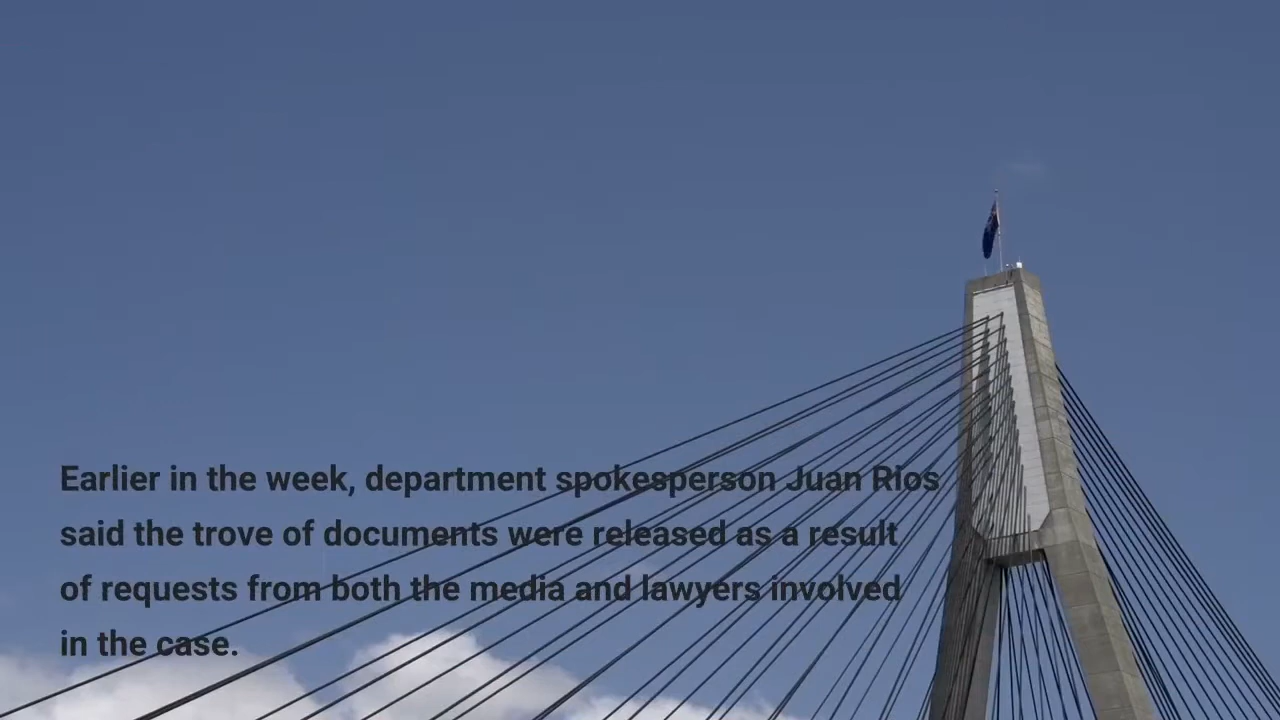 Earlier in the week, department spokesperson Juan Rios
said the trove of documents were released as a result
of requests from both the media and lawyers involved
in the case.